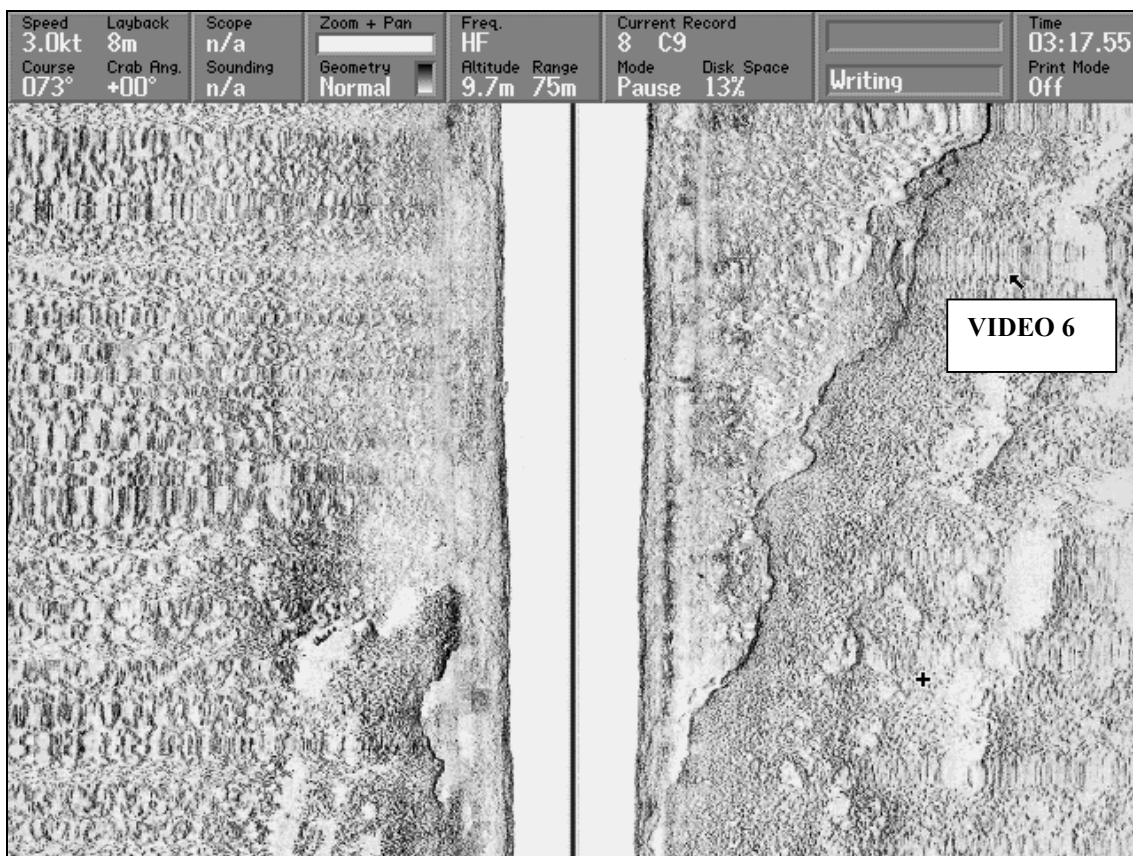 Speed Layback Scope Zoom + Pan Freq. Current Record Time
3.0kt 8m n/a HF 8 C9 03:17.55
Course Crab Ang. Sounding Geometry Altitude Range Mode Disk Space Writing Print Mode
073° +00° n/a Normal 9.7m 75m Pause 13% Off
VIDEO 6